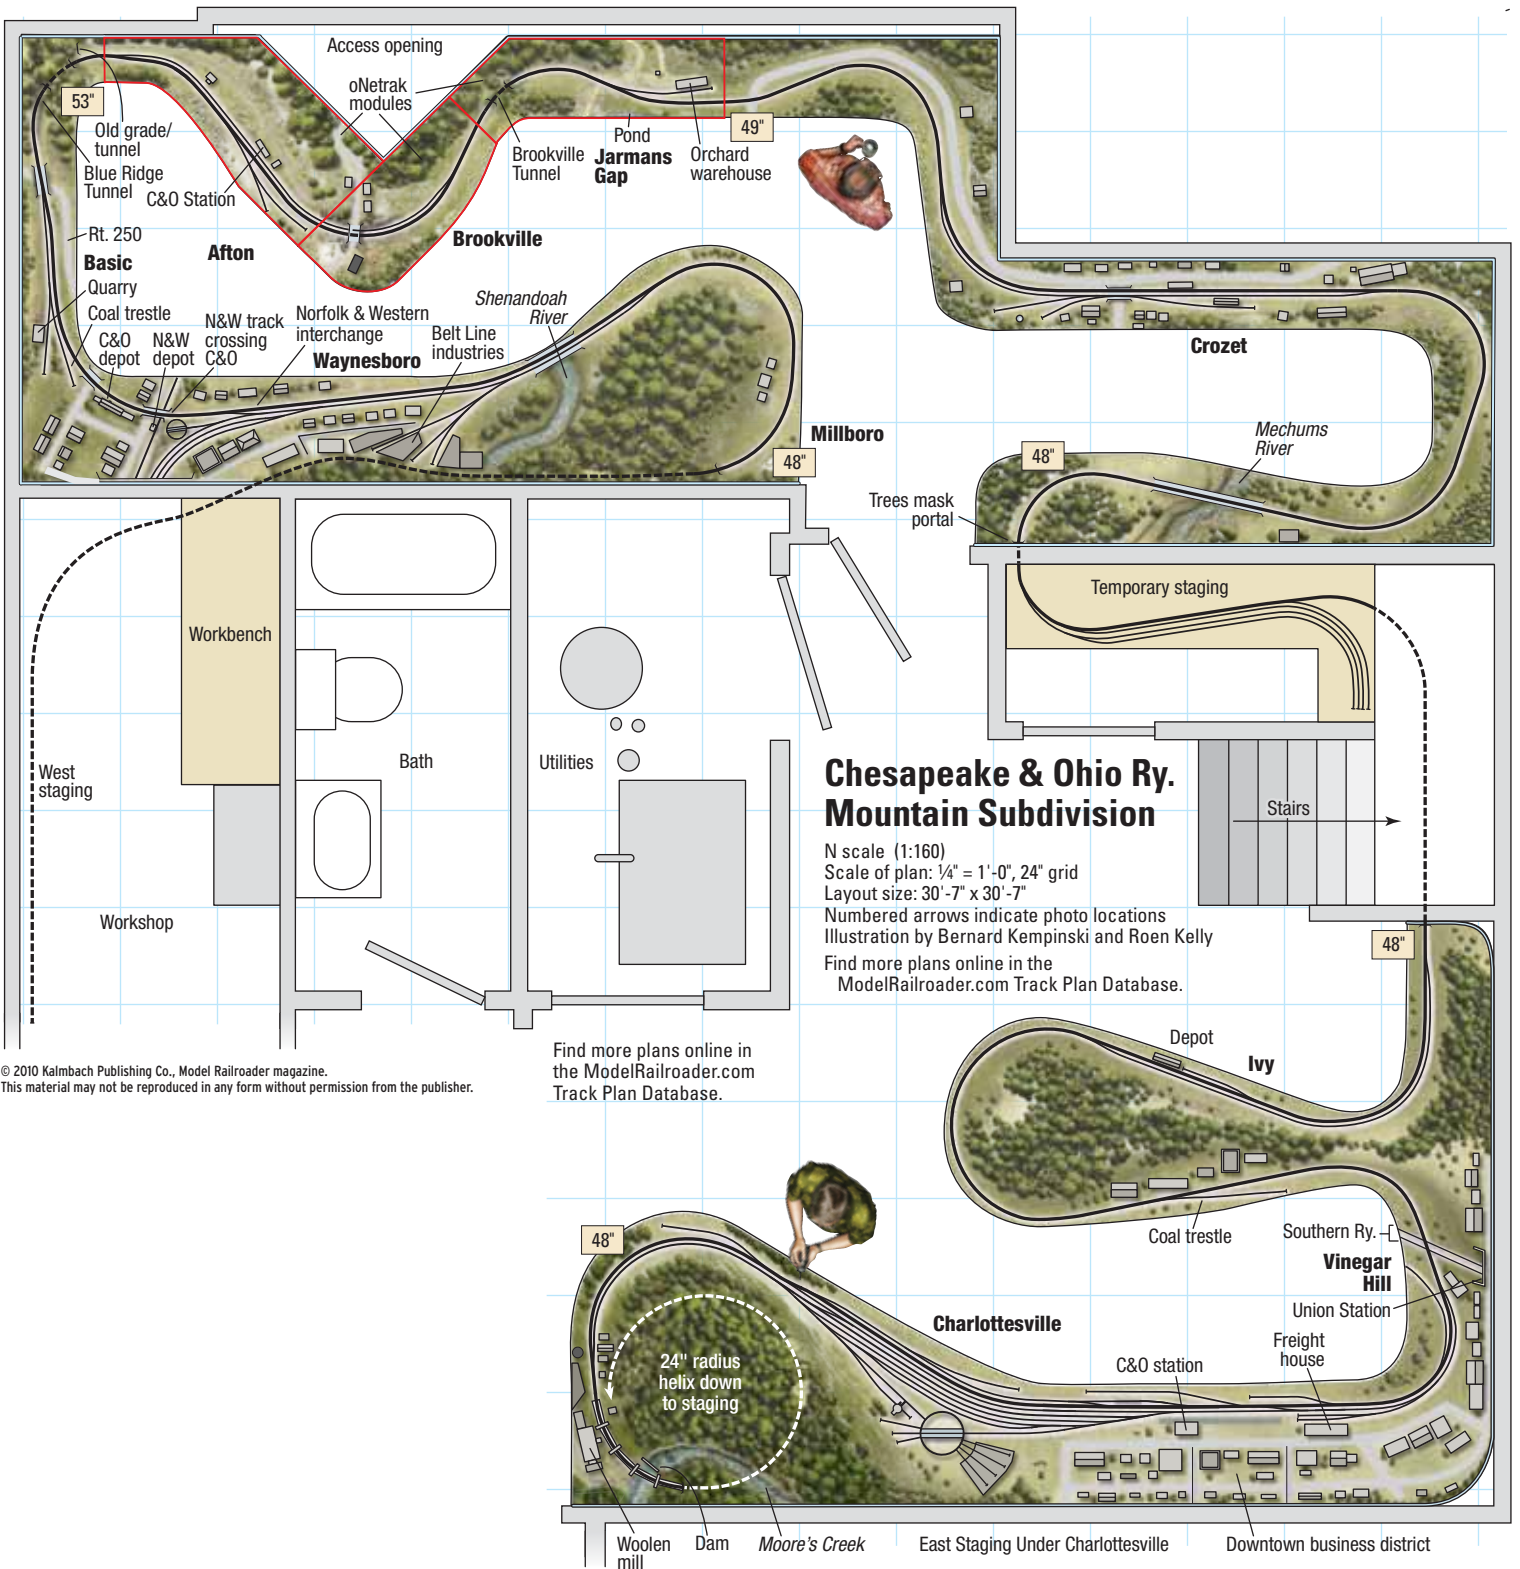 Access opening
53"
oNetrak
modules
Old grade/
tunnel
Blue Ridge
Tunnel
C&O Station
Pond
Jarmans
Gap
49"
Orchard
warehouse
Brookville
Tunnel
Rt. 250
Afton
Brookville
Basic
Quarry
Coal trestle
C&O
depot
N&W
depot
N&W track
crossing
C&O
Norfolk & Western
interchange
Waynesboro
Belt Line
industries
Shenandoah
River
Crozet
Millboro
48"
48"
Mechums
River
Trees mask
portal
Temporary staging
Workbench
West
staging
Bath
Utilities
Workshop
Stairs
Chesapeake & Ohio Ry.
Mountain Subdivision
N scale (1:160)
Scale of plan: ¼" = 1'-0", 24" grid
Layout size: 30'-7" x 30'-7"
Numbered arrows indicate photo locations
Illustration by Bernard Kempinski and Roen Kelly
Find more plans online in the
ModelRailroader.com Track Plan Database.
48"
© 2010 Kalmbach Publishing Co., Model Railroader magazine.
This material may not be reproduced in any form without permission from the publisher.
Find more plans online in
the ModelRailroader.com
Track Plan Database.
Depot
Ivy
Coal trestle
Southern Ry.
Vinegar
Hill
Union Station
48"
Charlottesville
Freight
house
C&O station
24" radius
helix down
to staging
Woolen
mill
Dam
Moore's Creek
East Staging Under Charlottesville
Downtown business district